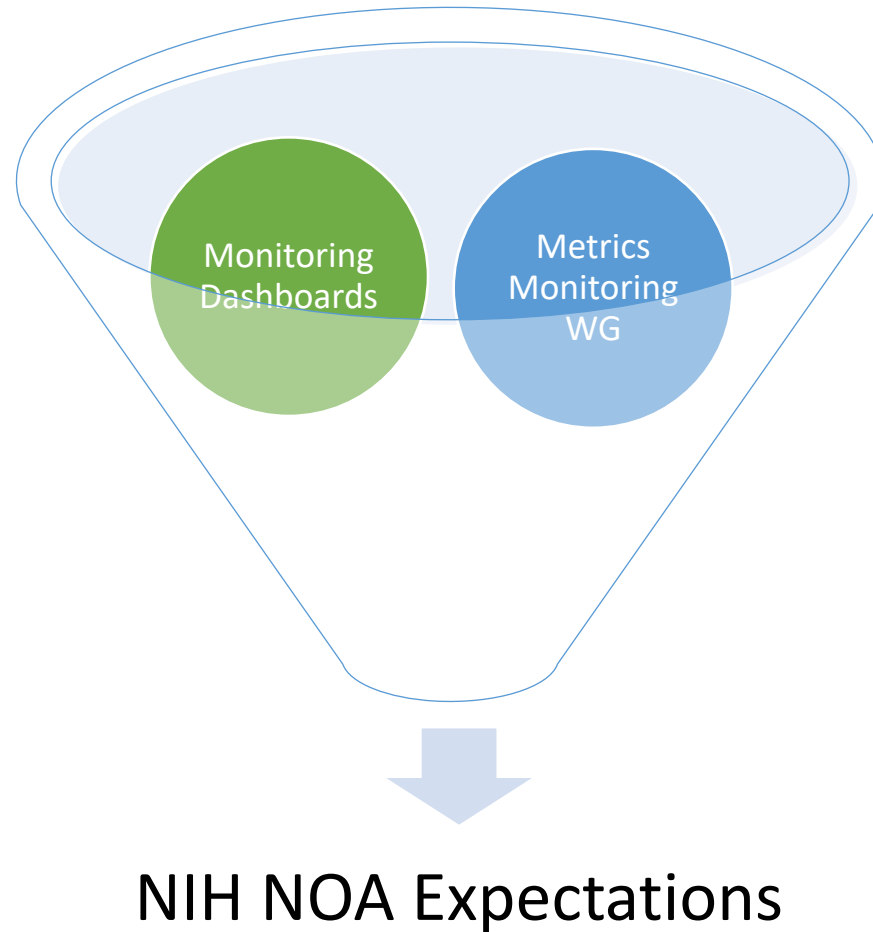 Monitoring
Dashboards
Metrics
Monitoring
WG
NIH NOA Expectations